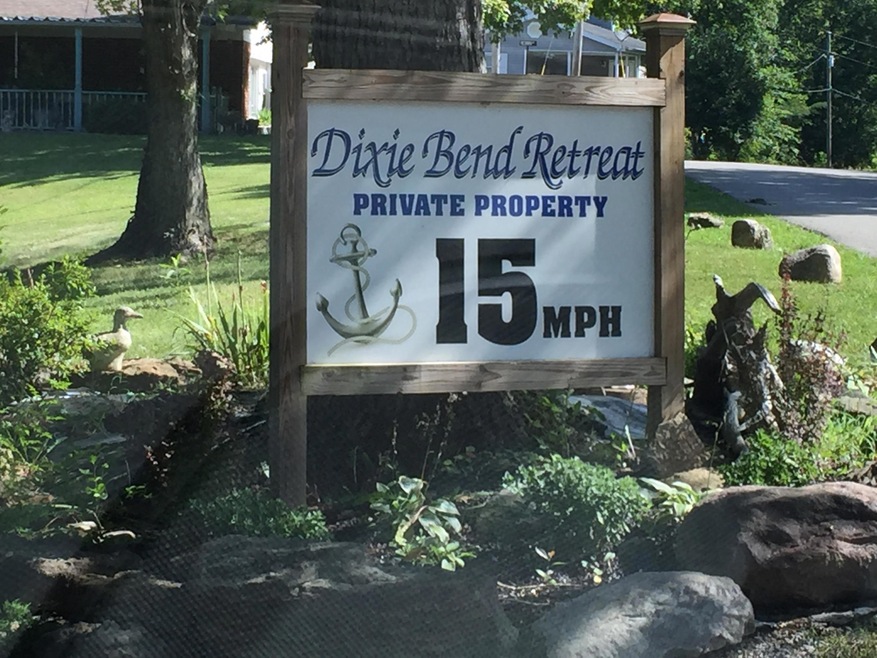 Dixie Bend Retreat
PRIVATE PROPERTY
15 MPH